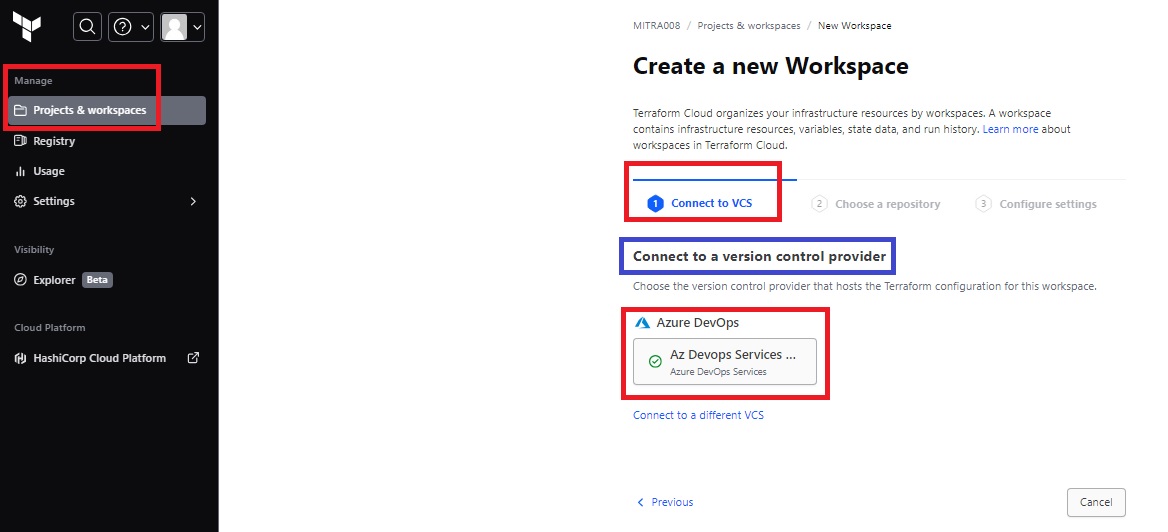 Manage
Projects & workspaces
Registry
Usage
Settings
Visibility
Explorer Beta
Cloud Platform
HashiCorp Cloud Platform
MITRA008 / Projects & workspaces / New Workspace
Create a new Workspace
Terraform Cloud organizes your infrastructure resources by workspaces. A workspace
contains infrastructure resources, variables, state data, and run history. Learn more about
workspaces in Terraform Cloud.
1 Connect to VCS 2 Choose a repository 3 Configure settings
Connect to a version control provider
Choose the version control provider that hosts the Terraform configuration for this workspace.
Azure DevOps
Az Devops Services ...
Azure DevOps Services
Connect to a different VCS
Previous
Cancel